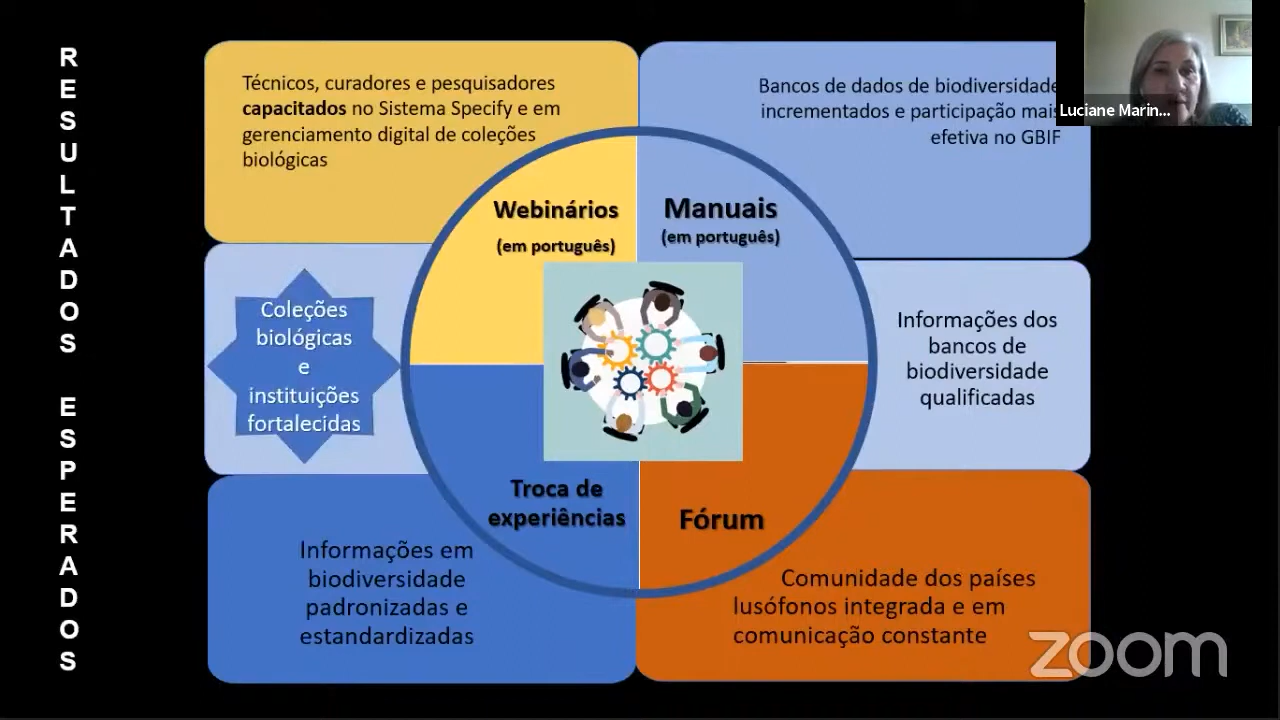 RESULTADOS ESPERADOS
Técnicos, curadores e pesquisadores
capacitados no Sistema Specify e em
gerenciamento digital de coleções
biológicas
Bancos de dados de biodiversidade
incrementados e participação mais
efetiva no GBIF
Luciane Marin...
Webinários
(em português)
Manuais
(em português)
Coleções
biológicas
e
instituições
fortalecidas
Informações dos
bancos de
biodiversidade
qualificadas
Troca de
experiências
Fórum
Informações em
biodiversidade
padronizadas e
estandardizadas
Comunidade dos países
lusófonos integrada e em
comunicação constante
zoom